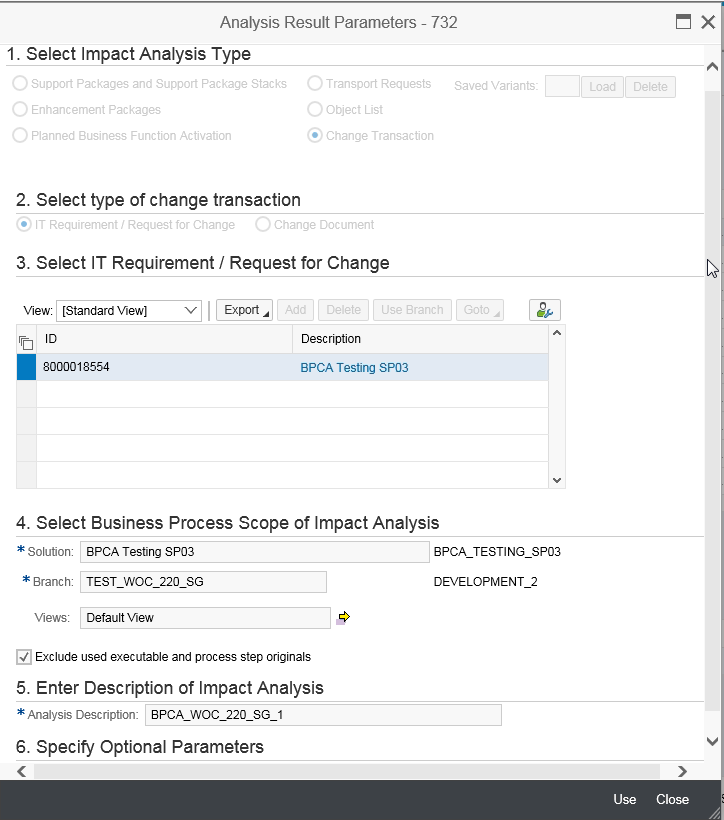 Analysis Result Parameters - 732
1. Select Impact Analysis Type
Support Packages and Support Package Stacks Transport Requests Saved Variants: Load Delete
Enhancement Packages Object List
Planned Business Function Activation Change Transaction
2. Select type of change transaction
IT Requirement / Request for Change Change Document
3. Select IT Requirement / Request for Change
View: [Standard View] Export Add Delete Use Branch Goto
ID Description
8000018554 BPCA Testing SP03
4. Select Business Process Scope of Impact Analysis
* Solution: BPCA Testing SP03 BPCA_TESTING_SP03
* Branch: TEST_WOC_220_SG DEVELOPMENT_2
Views: Default View
Exclude used executable and process step originals
5. Enter Description of Impact Analysis
* Analysis Description: BPCA_WOC_220_SG_1
6. Specify Optional Parameters
Use Close